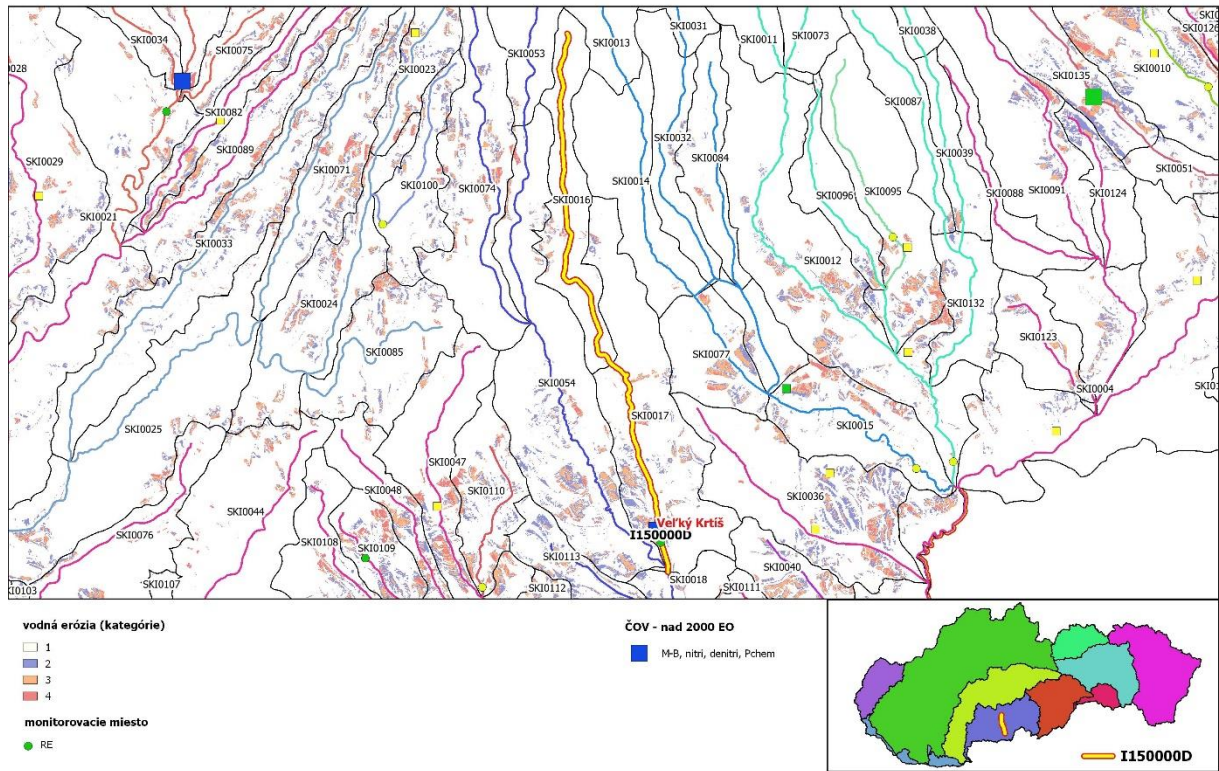 SKI0034
SKI0075
SKI0023
SKI0053
SKI0013
SKI0031
SKI0011
SKI0073
SKI0038
SKI0126
SKI0010
SKI0135
SKI0082
SKI0087
SKI0029
SKI0089
SKI0071
SKI0100
SKI0074
SKI0032
SKI0084
SKI0039
SKI0051
SKI0016
SKI0014
SKI0096
SKI0095
SKI0088
SKI0091
SKI0124
SKI0021
SKI0033
SKI0012
SKI0024
SKI0132
SKI0085
SKI0077
SKI0123
SKI0054
SKI0004
SKI0017
SKI0025
SKI0015
SKI0047
SKI0048
SKI0110
SKI0036
SKI0044
SKI0076
Veľký Krtíš
I150000D
SKI0108
SKI0109
SKI0113
SKI0040
SKI0018
SKI0107
SKI0112
SKI0111
vodná erózia (kategórie)
1
2
3
4
monitorovacie miesto
RE
ČOV - nad 2000 EO
M-B, nitri, denitri, Pchem
I150000D